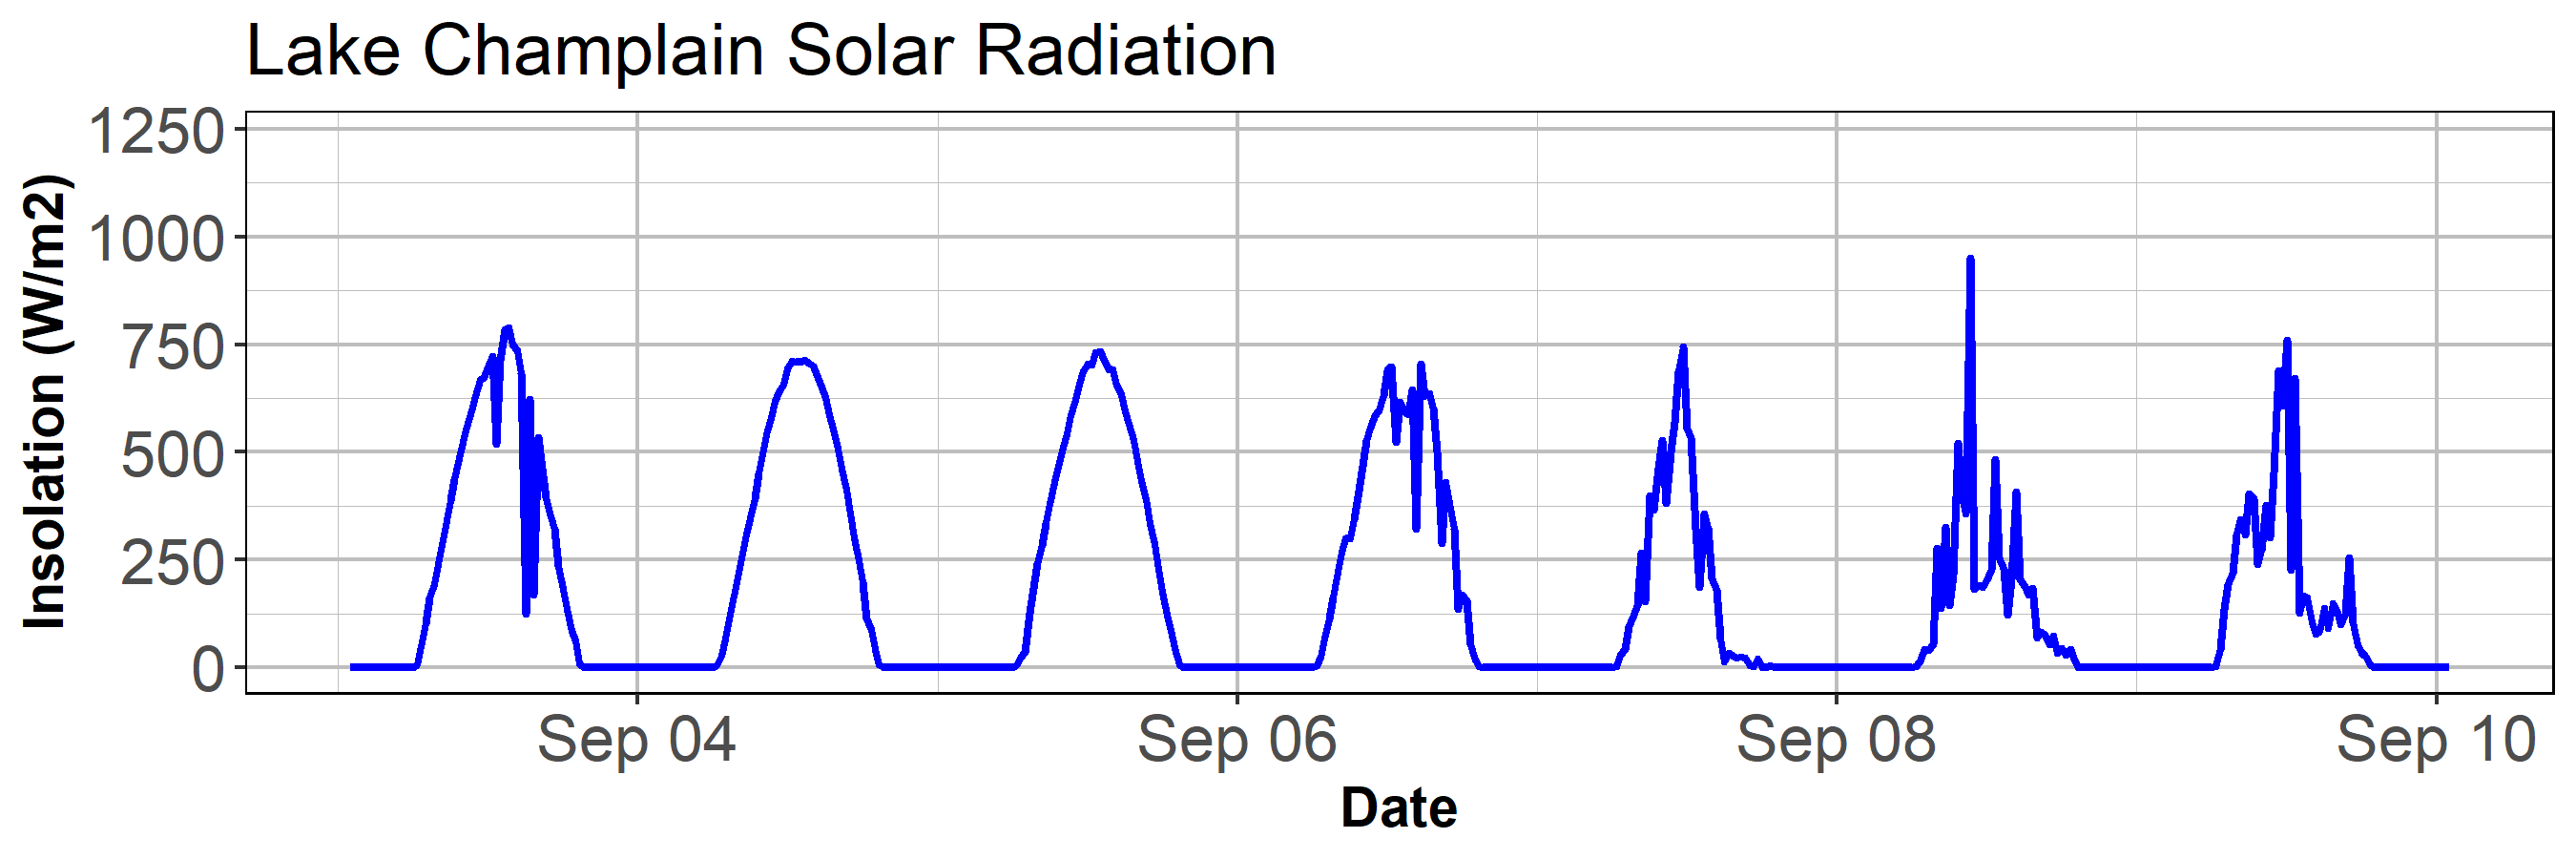 Lake Champlain Solar Radiation
Insolation (W/m2)
1250
1000
750
500
250
0
Sep 04 Sep 06 Sep 08 Sep 10
Date